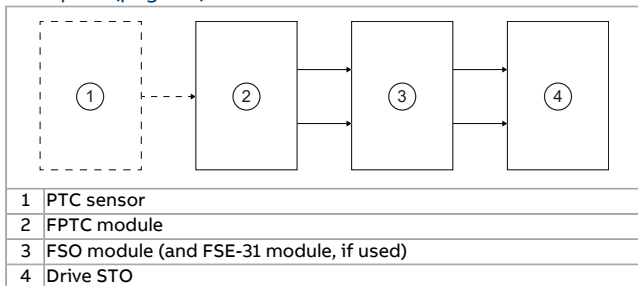 1
2
3
4
1 PTC sensor
2 FPTC module
3 FSO module (and FSE-31 module, if used)
4 Drive STO